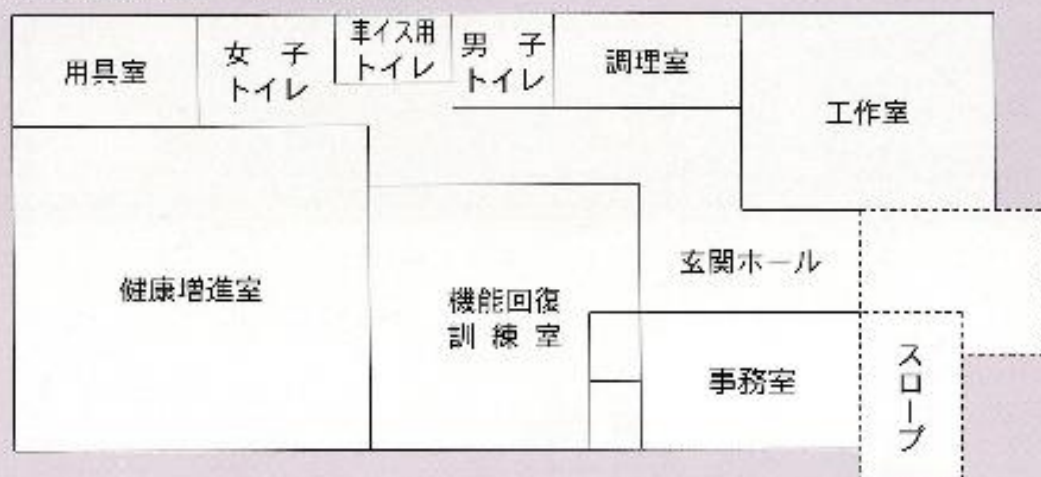 用具室
女子
トイレ
車イス用
トイレ
男子
トイレ
調理室
工作室
健康増進室
機能回復
訓練室
玄関ホール
事務室
スロープ